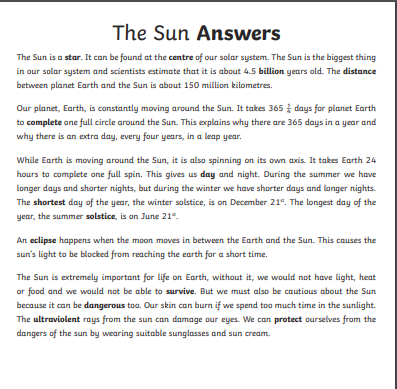 The Sun Answers
The Sun is a star. It can be found at the centre of our solar system. The Sun is the biggest thing
in our solar system and scientists estimate that it is about 4.5 billion years old. The distance
between planet Earth and the Sun is about 150 million kilometres.
Our planet, Earth, is constantly moving around the Sun. It takes 365 ¼ days for planet Earth
to complete one full circle around the Sun. This explains why there are 365 days in a year and
why there is an extra day, every four years, in a leap year.
While Earth is moving around the Sun, it is also spinning on its own axis. It takes Earth 24
hours to complete one full spin. This gives us day and night. During the summer we have
longer days and shorter nights, but during the winter we have shorter days and longer nights.
The shortest day of the year, the winter solstice, is on December 21st. The longest day of the
year, the summer solstice, is on June 21st.
An eclipse happens when the moon moves in between the Earth and the Sun. This causes the
sun's light to be blocked from reaching the earth for a short time.
The Sun is extremely important for life on Earth, without it, we would not have light, heat
or food and we would not be able to survive. But we must also be cautious about the Sun
because it can be dangerous too. Our skin can burn if we spend too much time in the sunlight.
The ultraviolent rays from the sun can damage our eyes. We can protect ourselves from the
dangers of the sun by wearing suitable sunglasses and sun cream.